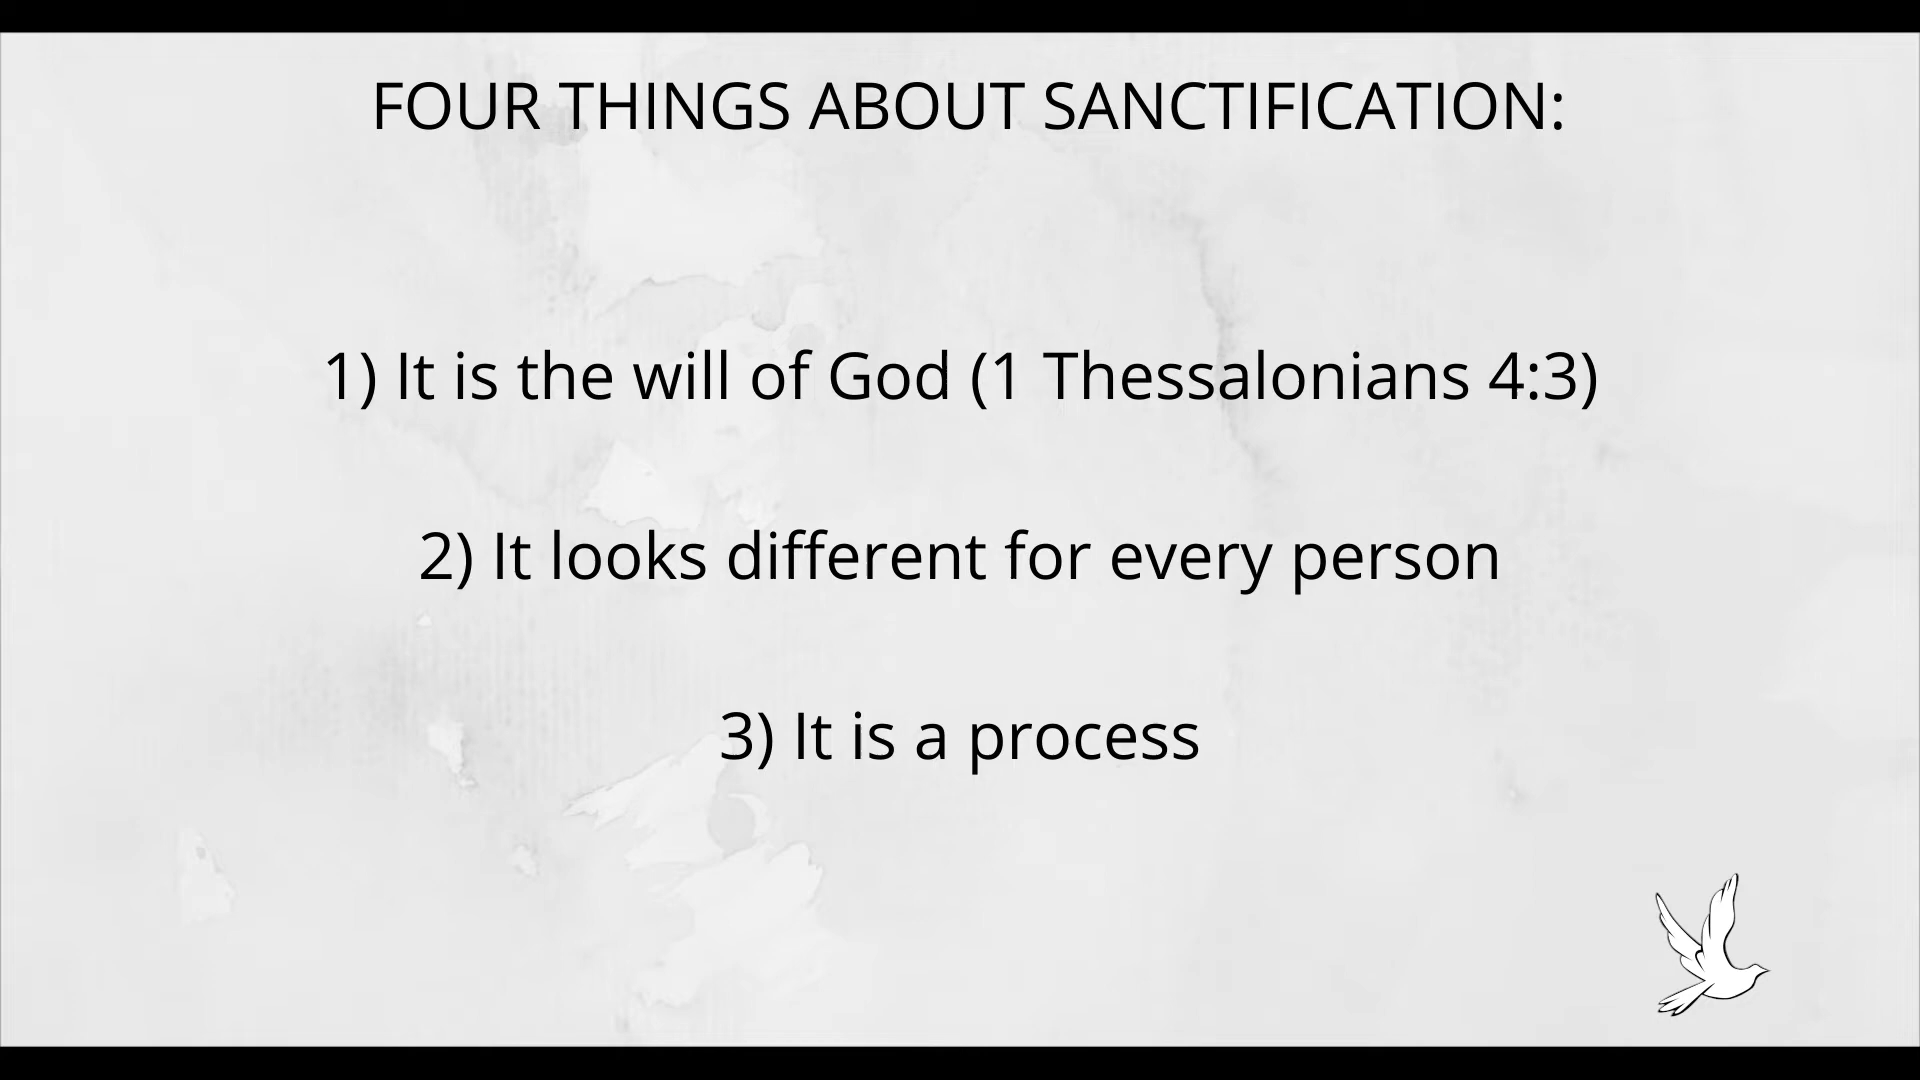 FOUR THINGS ABOUT SANCTIFICATION:
1) It is the will of God (1 Thessalonians 4:3)
2) It looks different for every person
3) It is a process